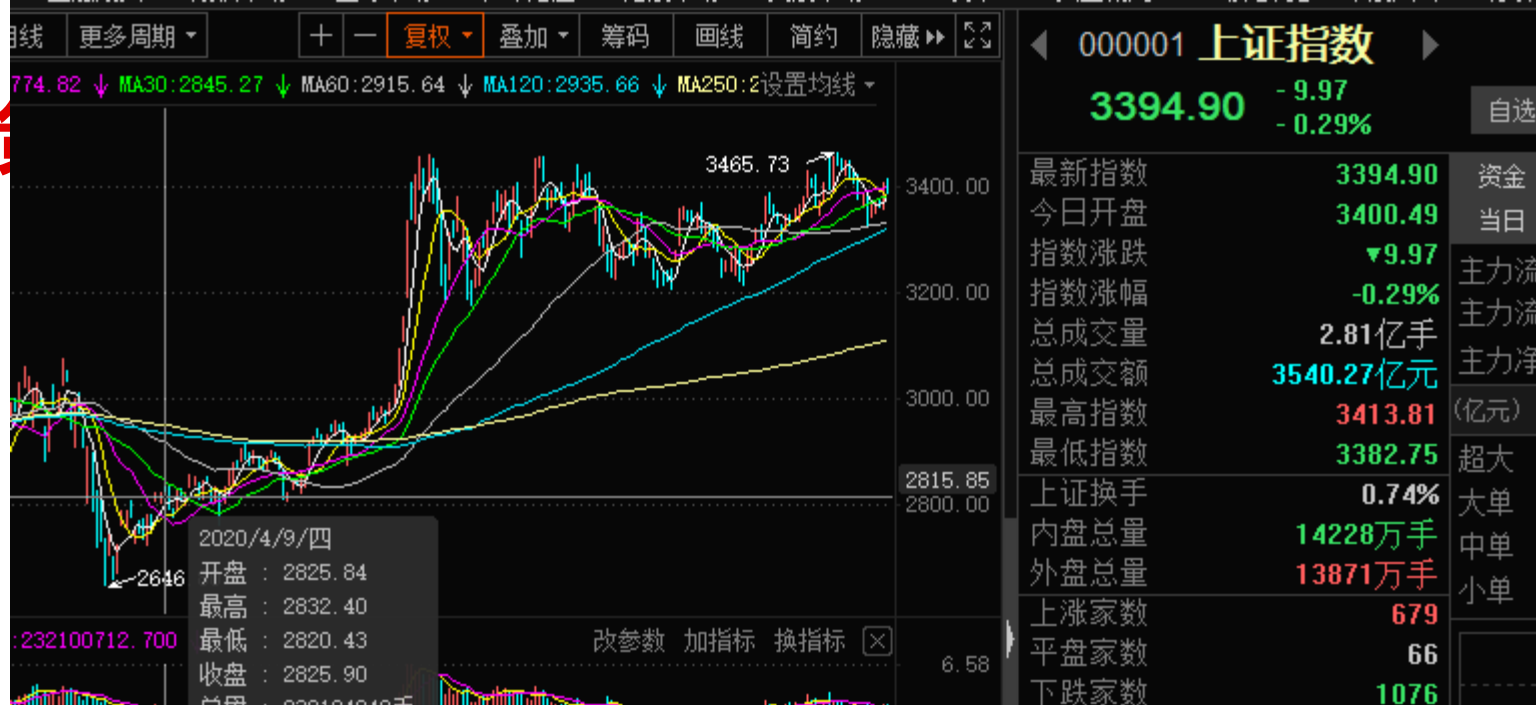 更多周期
复权
叠加
筹码
画线
简约
隐藏
000001 上证指数
774.82 ↓ MA30:2845.27 ↓ MA60:2915.64 ↓ MA120:2935.66 ↓ MA250:2
设置均线
3394.90
-9.97
-0.29%
自选
3465.73
3400.00
3200.00
3000.00
2815.85
2800.00
2646
2020/4/9/四
开盘 : 2825.84
最高 : 2832.40
最低 : 2820.43
收盘 : 2825.90
:232100712.700
改参数 加指标 换指标
6.58
最新指数 3394.90
今日开盘 3400.49
指数涨跌 ▼9.97
指数涨幅 -0.29%
总成交量 2.81亿手
总成交额 3540.27亿元
最高指数 3413.81
最低指数 3382.75
上证换手 0.74%
内盘总量 14228万手
外盘总量 13871万手
上涨家数 679
平盘家数 66
下跌家数 1076
资金
当日
主力流
主力流
主力净
(亿元)
超大
大单
中单
小单